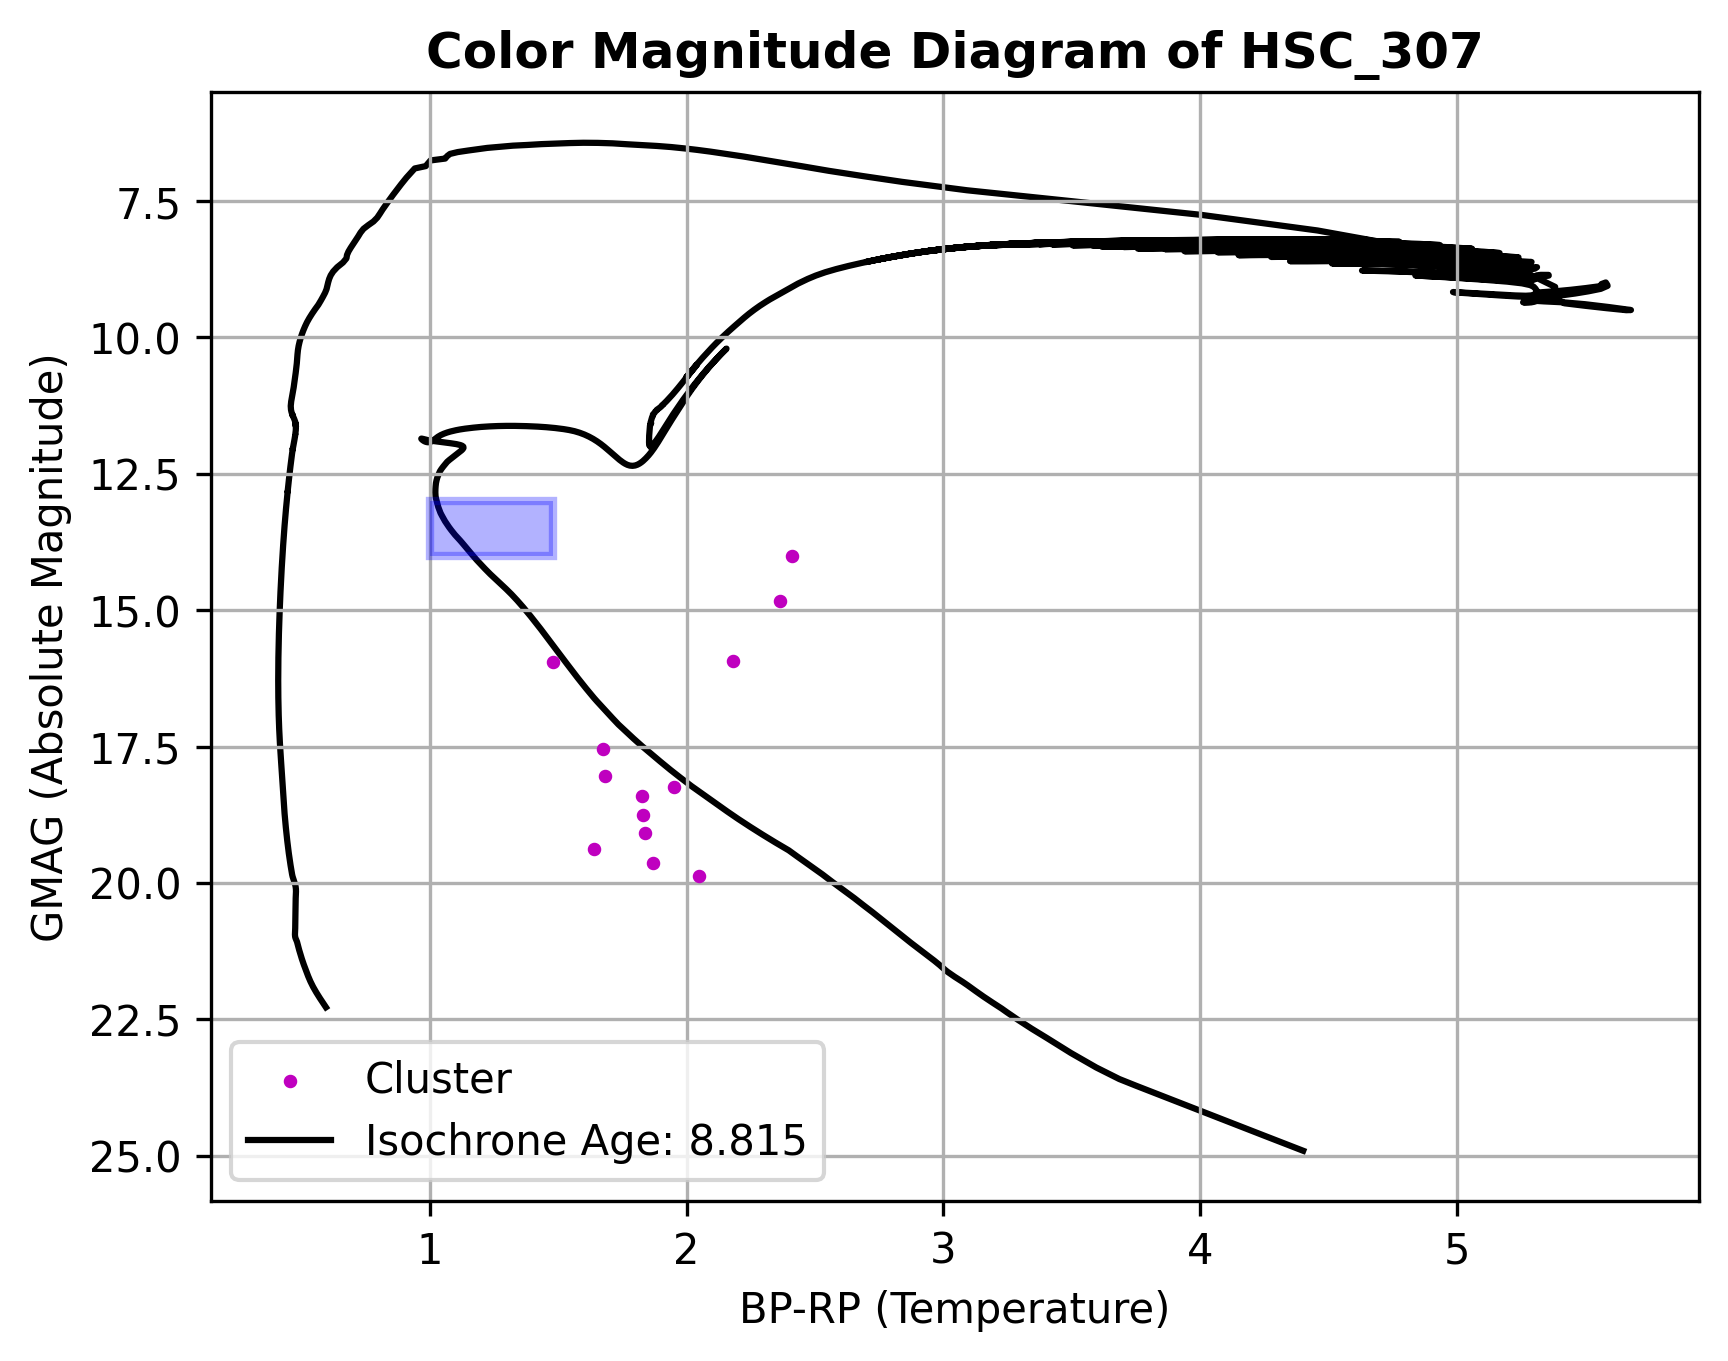 Color Magnitude Diagram of HSC_307
GMAG (Absolute Magnitude)
7.5
10.0
12.5
15.0
17.5
20.0
22.5
25.0
Cluster
Isochrone Age: 8.815
1 2 3 4 5
BP-RP (Temperature)